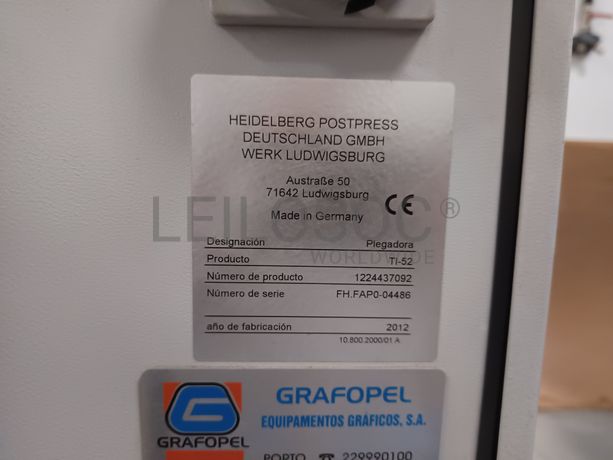 HEIDELBERG POSTPRESS
DEUTSCHLAND GMBH
WERK LUDWIGSBURG
Austraße 50
71642 Ludwigsburg
Made in Germany CE
LEILOSOC®
WORLDWIDE
Designación Plegadora
Producto TI-52
Número de producto 1224437092
Número de serie FH.FAP0-04486
año de fabricación 2012
10.800.2000/01 A
GRAFOPEL
EQUIPAMENTOS GRÁFICOS, S.A.
GRAFOPEL
PORTO ☎ 229990100